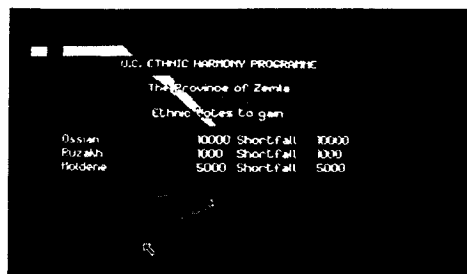 U.C. ETHNIC HARMONY PROGRAMME
The Province of Zemla
Ethnic Votes to gain
Ossian 10000 Shortfall 10000
Ruzakh 1000 Shortfall 1000
Moldene 5000 Shortfall 5000